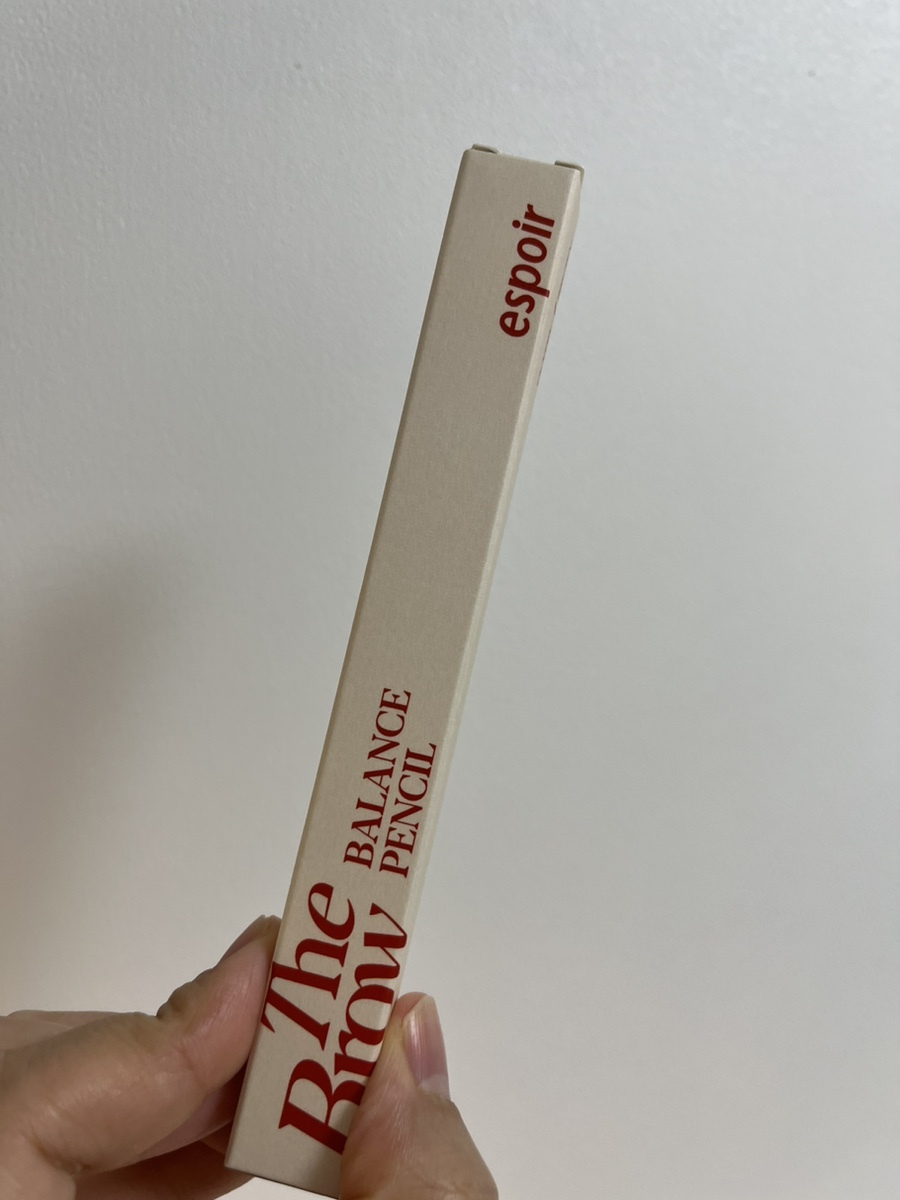 The
Brow
BALANCE
PENCIL
espoir